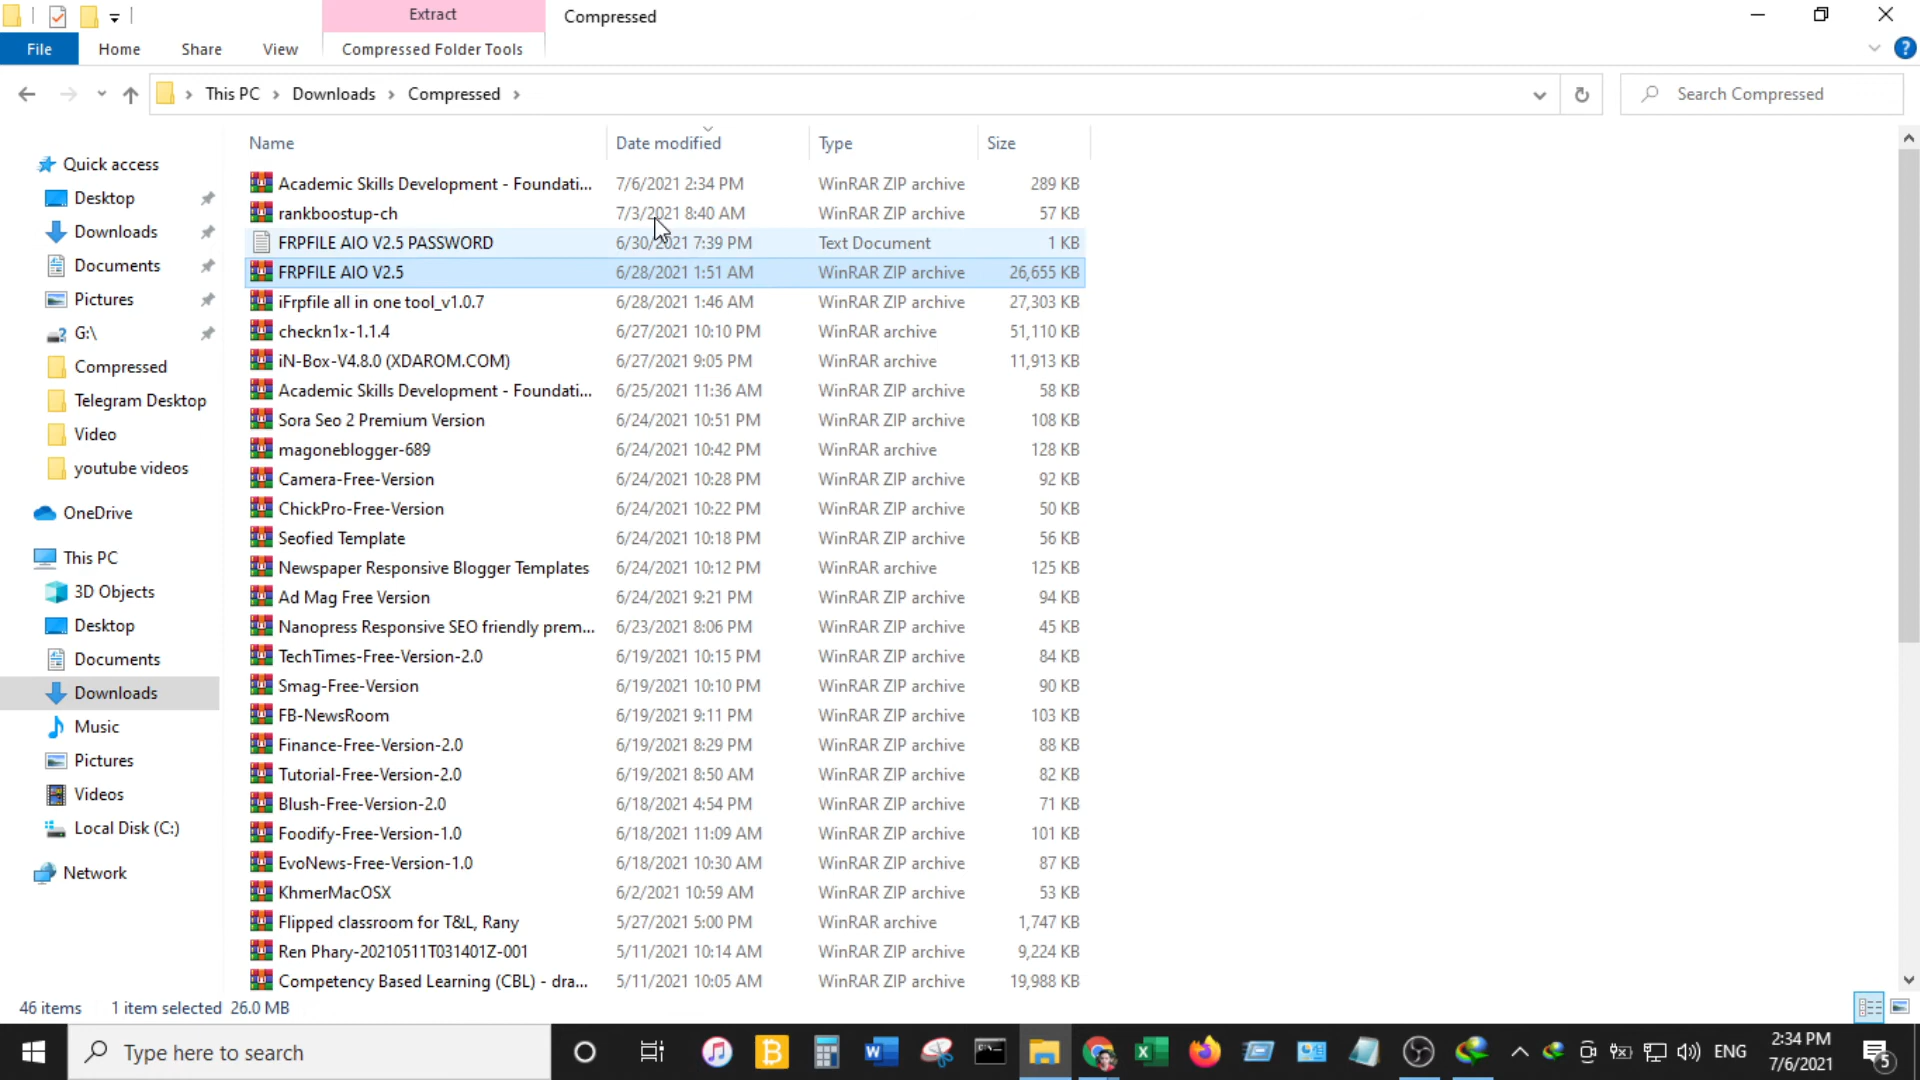 Extract
Compressed
File
Home
Share
View
Compressed Folder Tools
This PC
Downloads
Compressed
Search Compressed
Name
Date modified
Type
Size
Quick access
Desktop
Downloads
Documents
Pictures
G:\
Compressed
Telegram Desktop
Video
youtube videos
OneDrive
This PC
3D Objects
Desktop
Documents
Downloads
Music
Pictures
Videos
Local Disk (C:)
Network
Academic Skills Development - Foundati... 7/6/2021 2:34 PM WinRAR ZIP archive 289 KB
rankboostup-ch 7/3/2021 8:40 AM WinRAR ZIP archive 57 KB
FRPFILE AIO V2.5 PASSWORD 6/30/2021 7:39 PM Text Document 1 KB
FRPFILE AIO V2.5 6/28/2021 1:51 AM WinRAR ZIP archive 26,655 KB
iFrpfile all in one tool_v1.0.7 6/28/2021 1:46 AM WinRAR ZIP archive 27,303 KB
checkn1x-1.1.4 6/27/2021 10:10 PM WinRAR archive 51,110 KB
iN-Box-V4.8.0 (XDAROM.COM) 6/27/2021 9:05 PM WinRAR archive 11,913 KB
Academic Skills Development - Foundati... 6/25/2021 11:36 AM WinRAR ZIP archive 58 KB
Sora Seo 2 Premium Version 6/24/2021 10:51 PM WinRAR ZIP archive 108 KB
magoneblogger-689 6/24/2021 10:42 PM WinRAR archive 128 KB
Camera-Free-Version 6/24/2021 10:28 PM WinRAR ZIP archive 92 KB
ChickPro-Free-Version 6/24/2021 10:22 PM WinRAR ZIP archive 50 KB
Seofied Template 6/24/2021 10:18 PM WinRAR ZIP archive 56 KB
Newspaper Responsive Blogger Templates 6/24/2021 10:12 PM WinRAR archive 125 KB
Ad Mag Free Version 6/24/2021 9:21 PM WinRAR ZIP archive 94 KB
Nanopress Responsive SEO friendly prem... 6/23/2021 8:06 PM WinRAR ZIP archive 45 KB
TechTimes-Free-Version-2.0 6/19/2021 10:15 PM WinRAR ZIP archive 84 KB
Smag-Free-Version 6/19/2021 10:10 PM WinRAR ZIP archive 90 KB
FB-NewsRoom 6/19/2021 9:11 PM WinRAR ZIP archive 103 KB
Finance-Free-Version-2.0 6/19/2021 8:29 PM WinRAR ZIP archive 88 KB
Tutorial-Free-Version-2.0 6/19/2021 8:50 AM WinRAR ZIP archive 82 KB
Blush-Free-Version-2.0 6/18/2021 4:54 PM WinRAR ZIP archive 71 KB
Foodify-Free-Version-1.0 6/18/2021 11:09 AM WinRAR ZIP archive 101 KB
EvoNews-Free-Version-1.0 6/18/2021 10:30 AM WinRAR ZIP archive 87 KB
KhmerMacOSX 6/2/2021 10:59 AM WinRAR ZIP archive 53 KB
Flipped classroom for T&L, Rany 5/27/2021 5:00 PM WinRAR archive 1,747 KB
Ren Phary-20210511T031401Z-001 5/11/2021 10:14 AM WinRAR ZIP archive 9,224 KB
Competency Based Learning (CBL) - dra... 5/11/2021 10:05 AM WinRAR ZIP archive 19,988 KB
46 items 1 item selected 26.0 MB
Type here to search
ENG
2:34 PM
7/6/2021
5